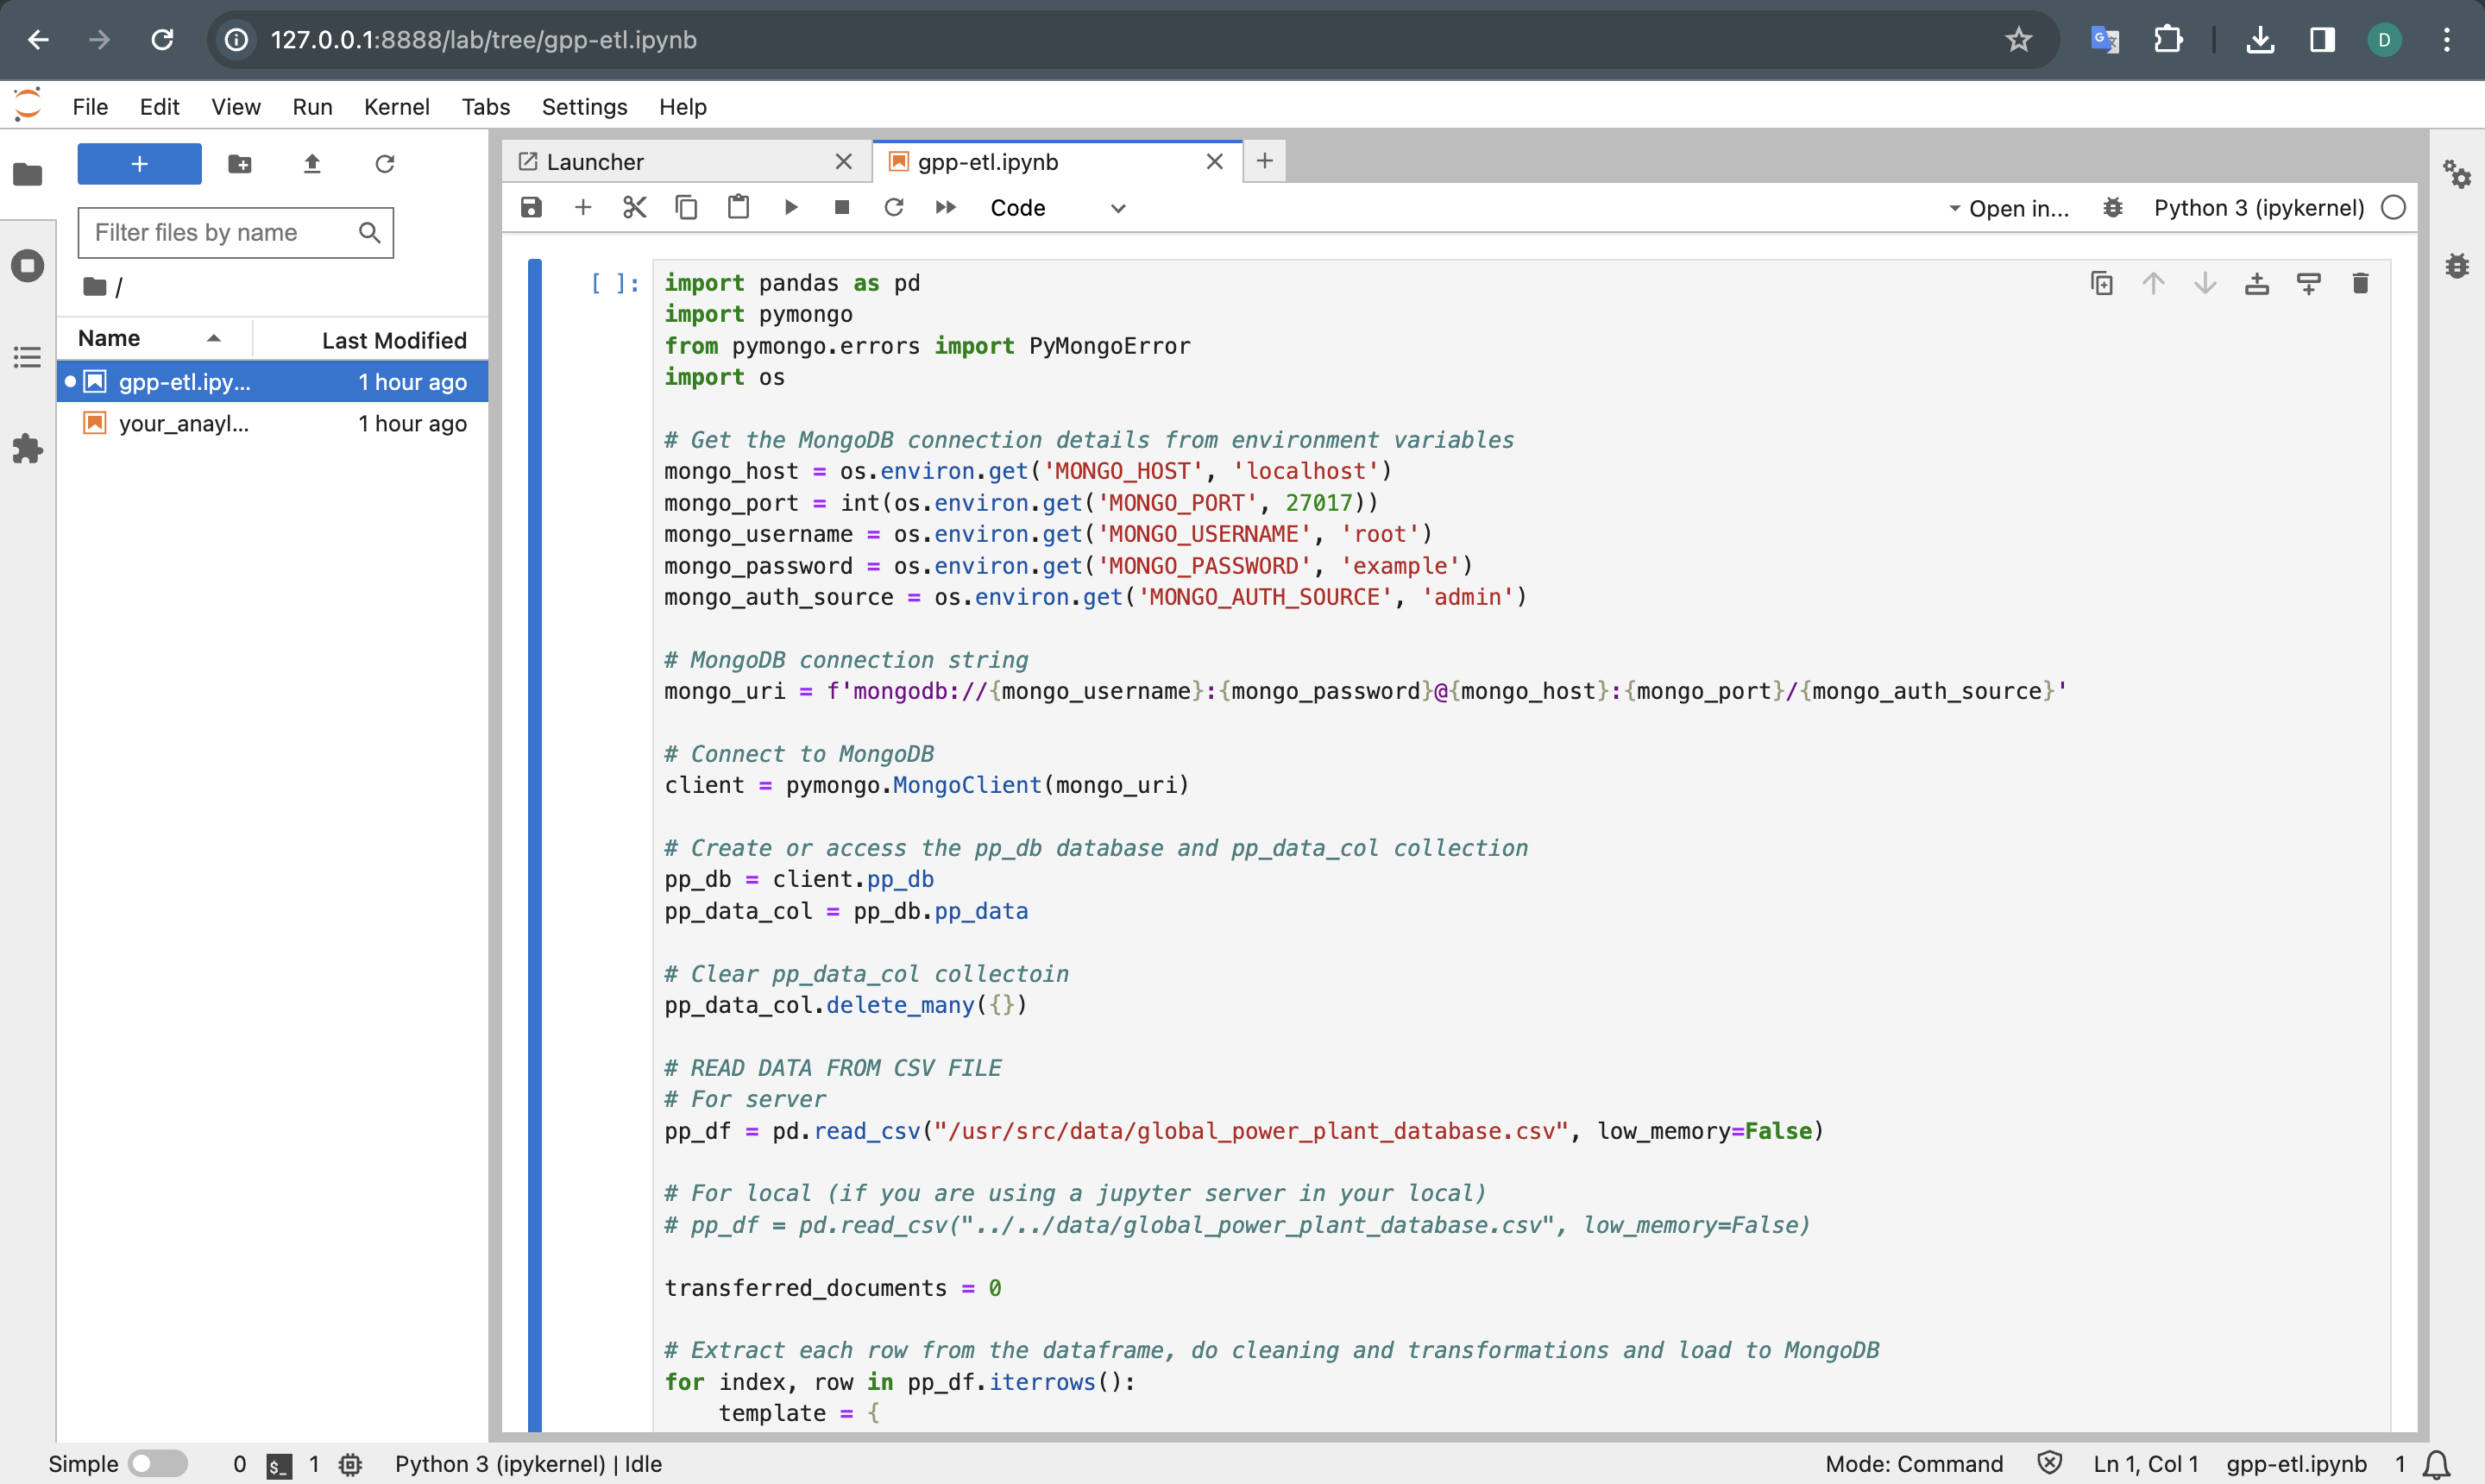 127.0.0.1:8888/lab/tree/gpp-etl.ipynb
D
File Edit View Run Kernel Tabs Settings Help
+
Filter files by name
/
Name Last Modified
gpp-etl.ipy... 1 hour ago
your_anayl... 1 hour ago
Launcher
gpp-etl.ipynb
Code
Open in...
Python 3 (ipykernel)
[ ]:
import pandas as pd
import pymongo
from pymongo.errors import PyMongoError
import os
# Get the MongoDB connection details from environment variables
mongo_host = os.environ.get('MONGO_HOST', 'localhost')
mongo_port = int(os.environ.get('MONGO_PORT', 27017))
mongo_username = os.environ.get('MONGO_USERNAME', 'root')
mongo_password = os.environ.get('MONGO_PASSWORD', 'example')
mongo_auth_source = os.environ.get('MONGO_AUTH_SOURCE', 'admin')
# MongoDB connection string
mongo_uri = f'mongodb://{mongo_username}:{mongo_password}@{mongo_host}:{mongo_port}/{mongo_auth_source}'
# Connect to MongoDB
client = pymongo.MongoClient(mongo_uri)
# Create or access the pp_db database and pp_data_col collection
pp_db = client.pp_db
pp_data_col = pp_db.pp_data
# Clear pp_data_col collectoin
pp_data_col.delete_many({})
# READ DATA FROM CSV FILE
# For server
pp_df = pd.read_csv("/usr/src/data/global_power_plant_database.csv", low_memory=False)
# For local (if you are using a jupyter server in your local)
# pp_df = pd.read_csv("../../data/global_power_plant_database.csv", low_memory=False)
transferred_documents = 0
# Extract each row from the dataframe, do cleaning and transformations and load to MongoDB
for index, row in pp_df.iterrows():
template = {
Simple 0 $_ 1 Python 3 (ipykernel) | Idle Mode: Command Ln 1, Col 1 gpp-etl.ipynb 1